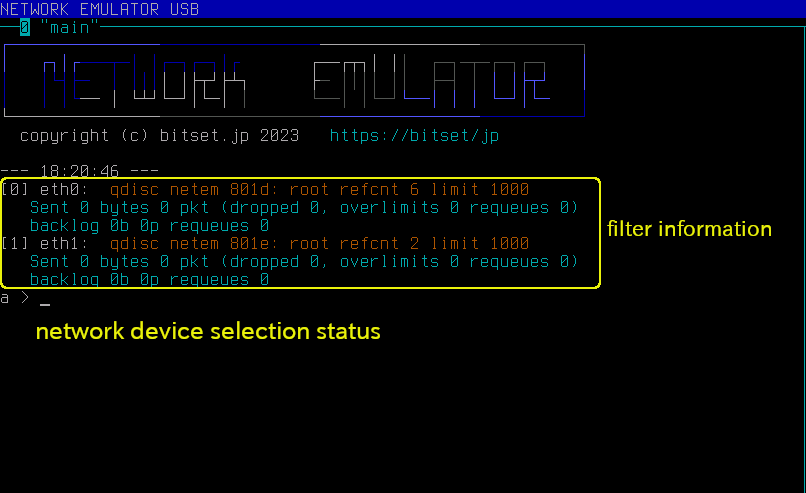 NETWORK EMULATOR USB
0 "main"
NETWORK EMULATOR
copyright (c) bitset.jp 2023 https://bitset/jp
--- 18:20:46 ---
[0] eth0: qdisc netem 801d: root refcnt 6 limit 1000
Sent 0 bytes 0 pkt (dropped 0, overlimits 0 requeues 0)
backlog 0b 0p requeues 0
[1] eth1: qdisc netem 801e: root refcnt 2 limit 1000
Sent 0 bytes 0 pkt (dropped 0, overlimits 0 requeues 0)
backlog 0b 0p requeues 0
filter information
a > _
network device selection status